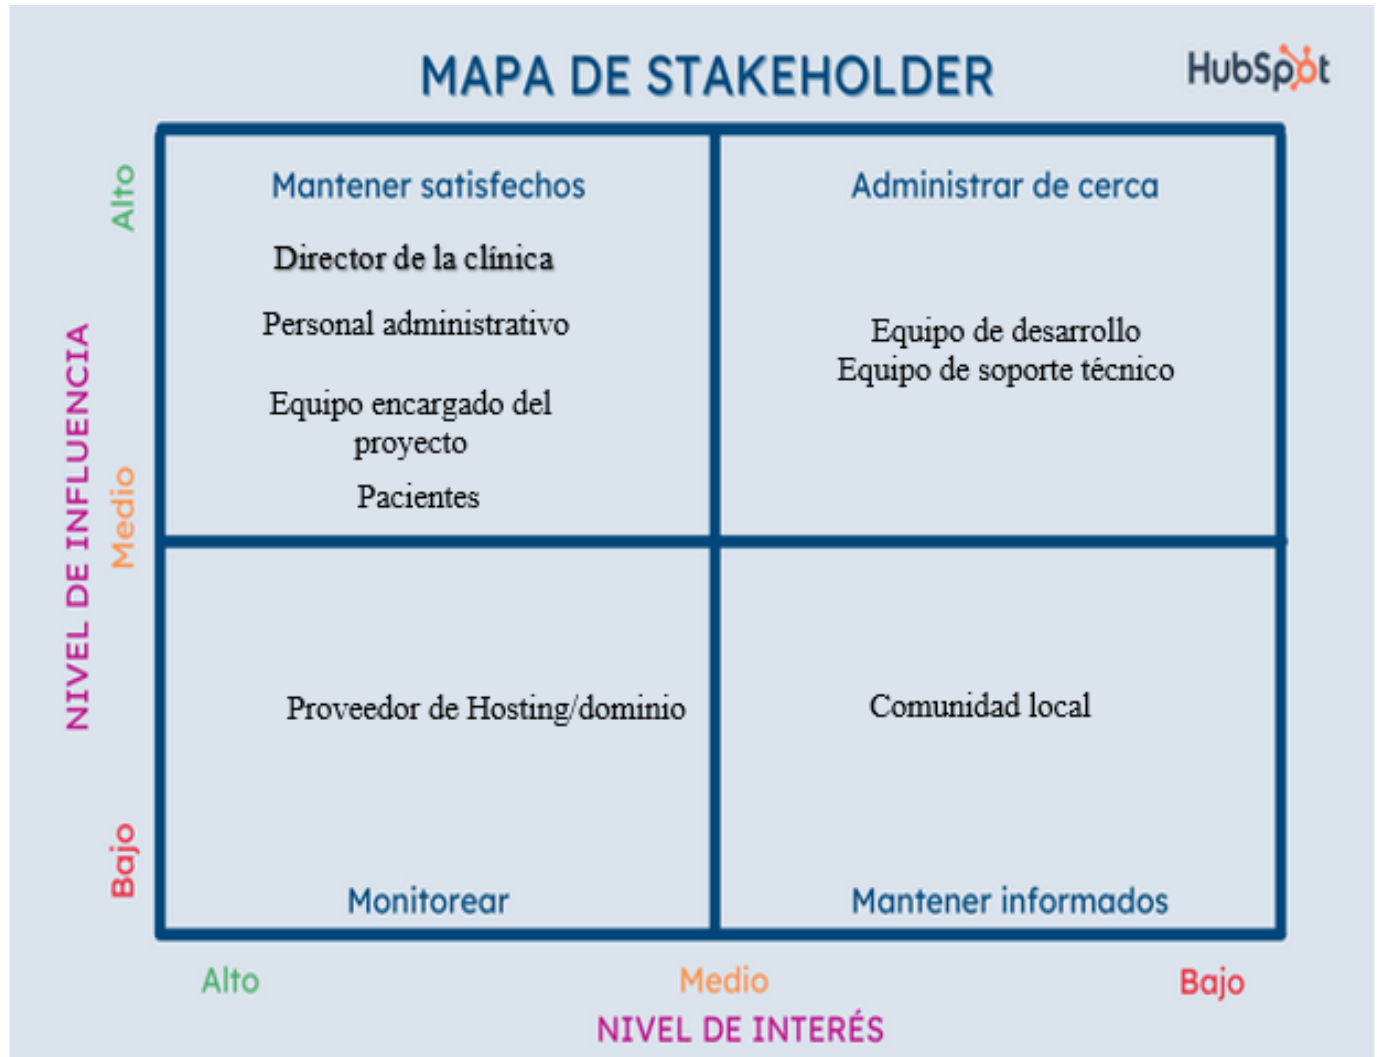 MAPA DE STAKEHOLDER
HubSpot
Alto
Medio
Bajo
NIVEL DE INFLUENCIA
Mantener satisfechos
Director de la clínica
Personal administrativo
Equipo encargado del
proyecto
Pacientes
Administrar de cerca
Equipo de desarrollo
Equipo de soporte técnico
Proveedor de Hosting/dominio
Monitorear
Comunidad local
Mantener informados
Alto
Medio
Bajo
NIVEL DE INTERÉS